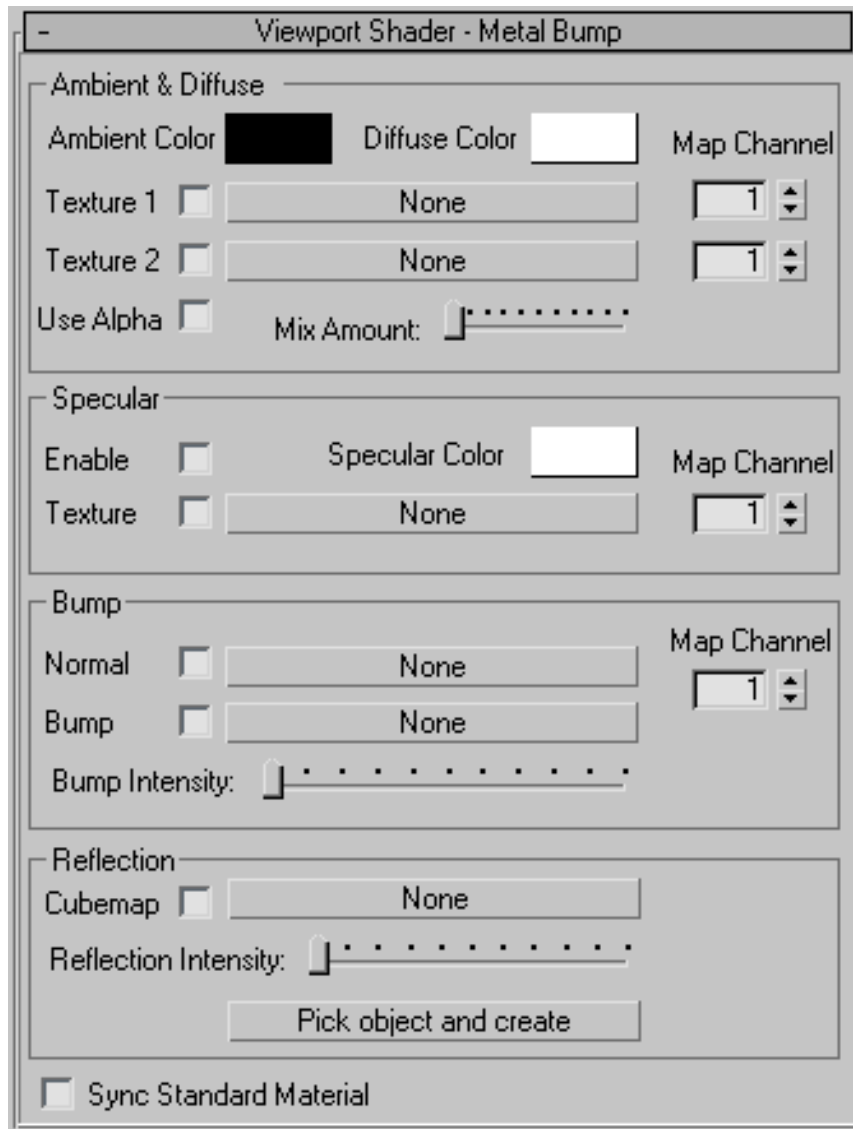 - Viewport Shader - Metal Bump
Ambient & Diffuse
Ambient Color Diffuse Color Map Channel
Texture 1 None 1
Texture 2 None 1
Use Alpha Mix Amount:
Specular
Enable Specular Color Map Channel
Texture None 1
Bump
Map Channel
Normal None 1
Bump None
Bump Intensity:
Reflection
Cubemap None
Reflection Intensity:
Pick object and create
Sync Standard Material